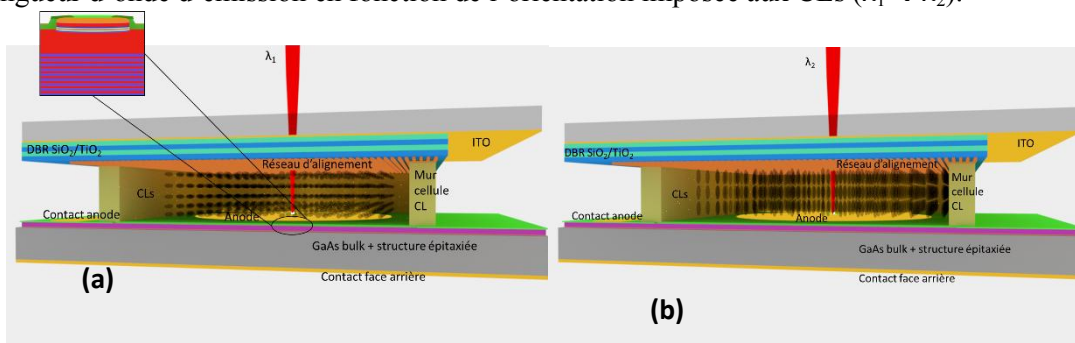 longueur d'onde d'émission en fonction de l'orientation imposée aux CLs (λ1 ≠ λ2).
λ1
ITO
DBR SiO2/TiO2
Réseau d'alignement
CLs
Mur
cellule
CL
Contact anode
Anode
GaAs bulk + structure épitaxiée
Contact face arrière
(a)
λ2
ITO
DBR SiO2/TiO2
Réseau d'alignement
CLs
Mur
cellule
CL
Contact anode
Anode
GaAs bulk + structure épitaxiée
Contact face arrière
(b)